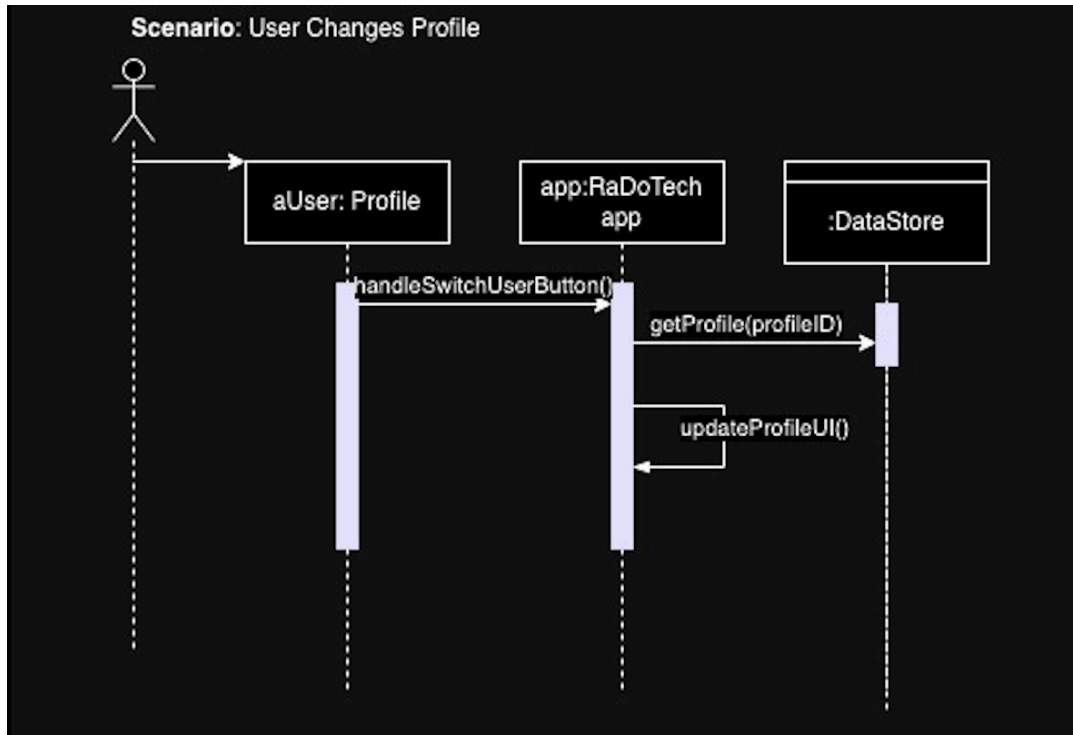 Scenario: User Changes Profile
aUser: Profile
app:RaDoTech
app
:DataStore
handleSwitchUserButton()
getProfile(profileID)
updateProfileUI()